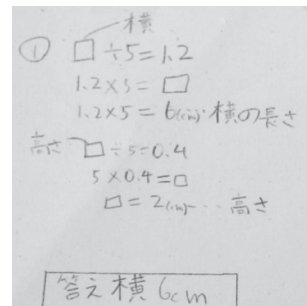 横
① □÷5=1.2
1.2×5=□
1.2×5=6(cm)…横の長さ
高さ □÷5=0.4
5×0.4=□
□=2(cm)…高さ
答え 横 6cm